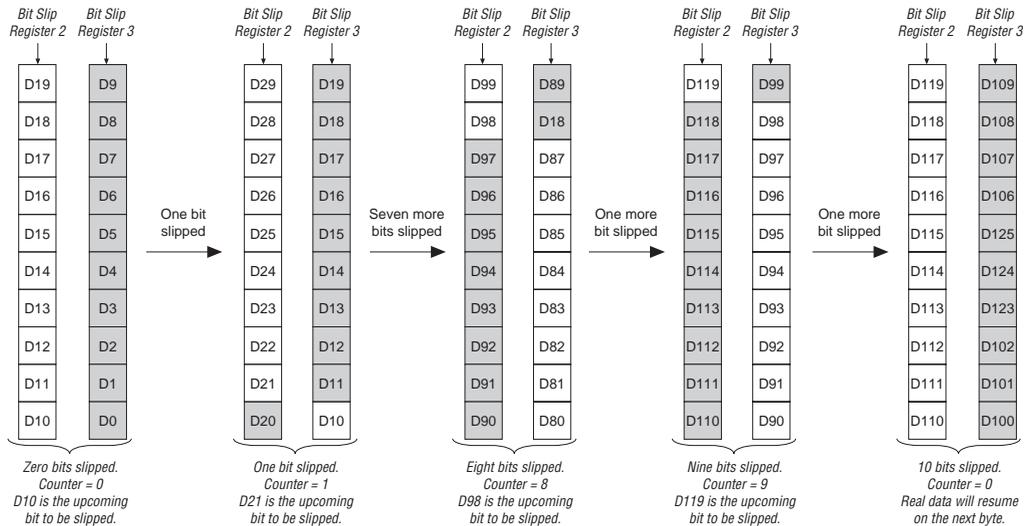 Bit Slip Register 2
Bit Slip Register 3
D19 D9
D18 D8
D17 D7
D16 D6
D15 D5
D14 D4
D13 D3
D12 D2
D11 D1
D10 D0
Zero bits slipped.
Counter = 0
D10 is the upcoming
bit to be slipped.
One bit
slipped
Bit Slip Register 2
Bit Slip Register 3
D29 D19
D28 D18
D27 D17
D26 D16
D25 D15
D24 D14
D23 D13
D22 D12
D21 D11
D20 D10
One bit slipped.
Counter = 1
D21 is the upcoming
bit to be slipped.
Seven more
bits slipped
Bit Slip Register 2
Bit Slip Register 3
D99 D89
D98 D18
D97 D87
D96 D86
D95 D85
D94 D84
D93 D83
D92 D82
D91 D81
D90 D80
Eight bits slipped.
Counter = 8
D98 is the upcoming
bit to be slipped.
One more
bit slipped
Bit Slip Register 2
Bit Slip Register 3
D119 D99
D118 D98
D117 D97
D116 D96
D115 D95
D114 D94
D113 D93
D112 D92
D111 D91
D110 D90
Nine bits slipped.
Counter = 9
D119 is the upcoming
bit to be slipped.
One more
bit slipped
Bit Slip Register 2
Bit Slip Register 3
D119 D109
D118 D108
D117 D107
D116 D106
D115 D125
D114 D124
D113 D123
D112 D102
D111 D101
D110 D100
10 bits slipped.
Counter = 0
Real data will resume
on the next byte.